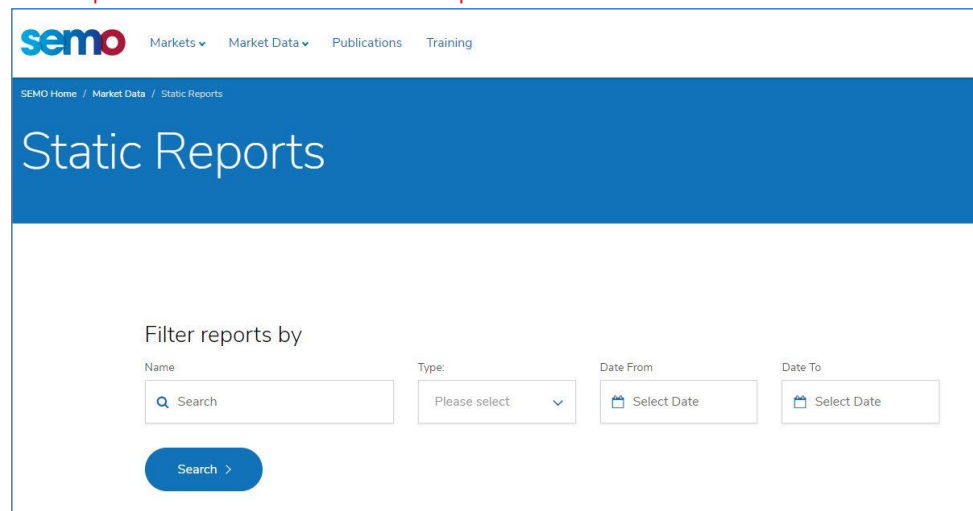 semo Markets Market Data Publications Training
SEMO Home / Market Data / Static Reports
Static Reports
Filter reports by
Name Type: Date From Date To
Search Please select Select Date Select Date
Search >